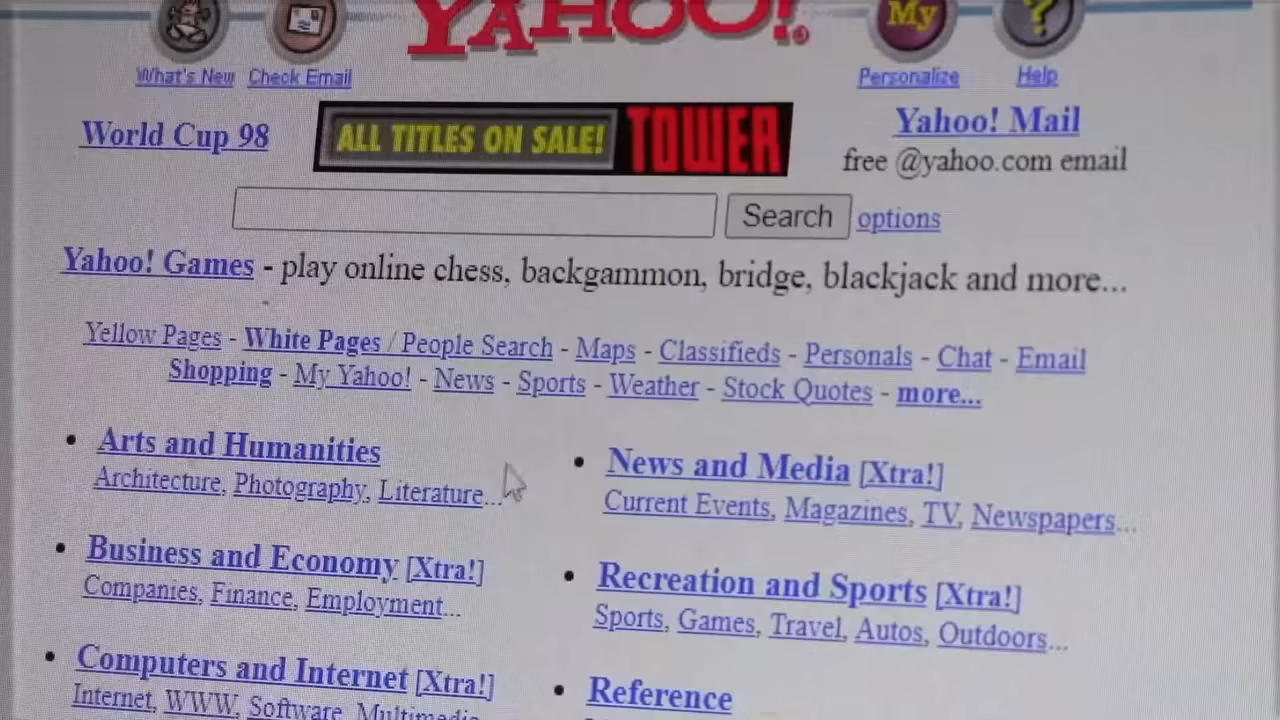 YAHOO!
My
?
What's New Check Email Personalize Help
World Cup 98
ALL TITLES ON SALE! TOWER
Yahoo! Mail
free @yahoo.com email
Search options
Yahoo! Games - play online chess, backgammon, bridge, blackjack and more...
Yellow Pages - White Pages / People Search - Maps - Classifieds - Personals - Chat - Email
Shopping - My Yahoo! - News - Sports - Weather - Stock Quotes - more...
• Arts and Humanities
Architecture, Photography, Literature...
• News and Media [Xtra!]
Current Events, Magazines, TV, Newspapers...
• Business and Economy [Xtra!]
Companies, Finance, Employment...
• Recreation and Sports [Xtra!]
Sports, Games, Travel, Autos, Outdoors...
• Computers and Internet [Xtra!]
Internet, WWW, Software, Multimedia
• Reference